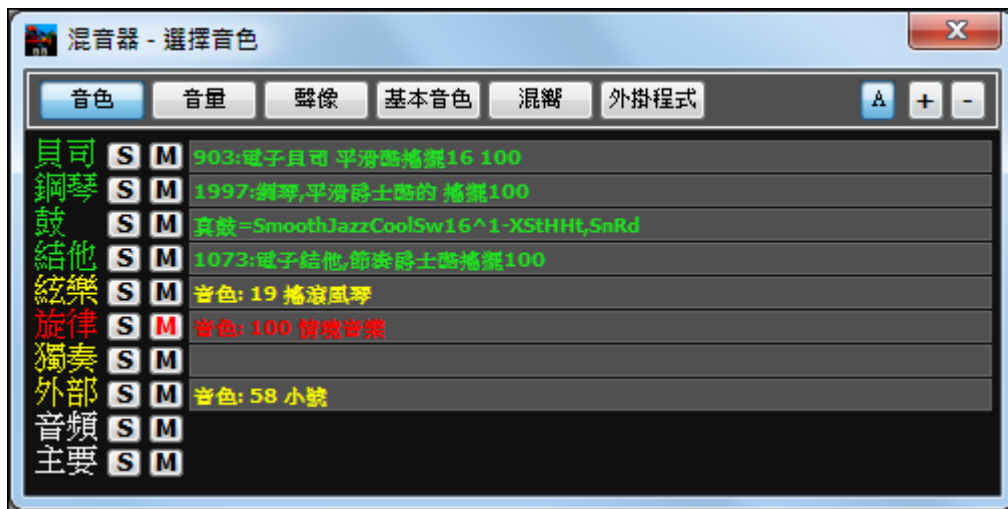 混音器 - 選擇音色
音色 音量 聲像 基本音色 混響 外掛程式 A + -
貝司 S M 903:電子貝司 平滑酷搖擺16 100
鋼琴 S M 1997:鋼琴,平滑爵士酷的 搖擺100
鼓 S M 真鼓=SmoothJazzCoolSw16^1-XStHHt,SnRd
結他 S M 1073:電子結他,節奏爵士酷搖擺100
絃樂 S M 音色: 19 搖滾風琴
旋律 S M 音色: 100 情境音樂
獨奏 S M
外部 S M 音色: 58 小號
音頻 S M
主要 S M